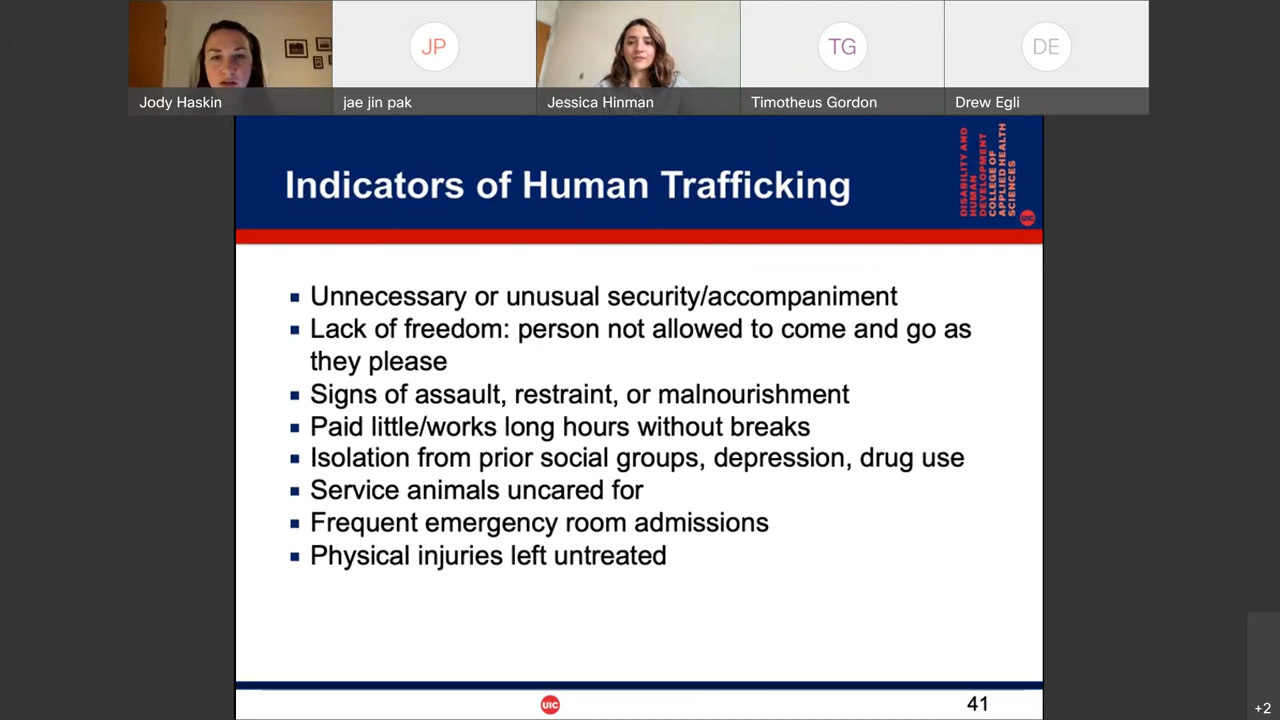 JP
TG
DE
Jody Haskin
jae jin pak
Jessica Hinman
Timotheus Gordon
Drew Egli
Indicators of Human Trafficking
DISABILITY AND
HUMAN
DEVELOPMENT
COLLEGE OF
APPLIED HEALTH
SCIENCES
UIC
Unnecessary or unusual security/accompaniment
Lack of freedom: person not allowed to come and go as
they please
Signs of assault, restraint, or malnourishment
Paid little/works long hours without breaks
Isolation from prior social groups, depression, drug use
Service animals uncared for
Frequent emergency room admissions
Physical injuries left untreated
UIC
41
+2